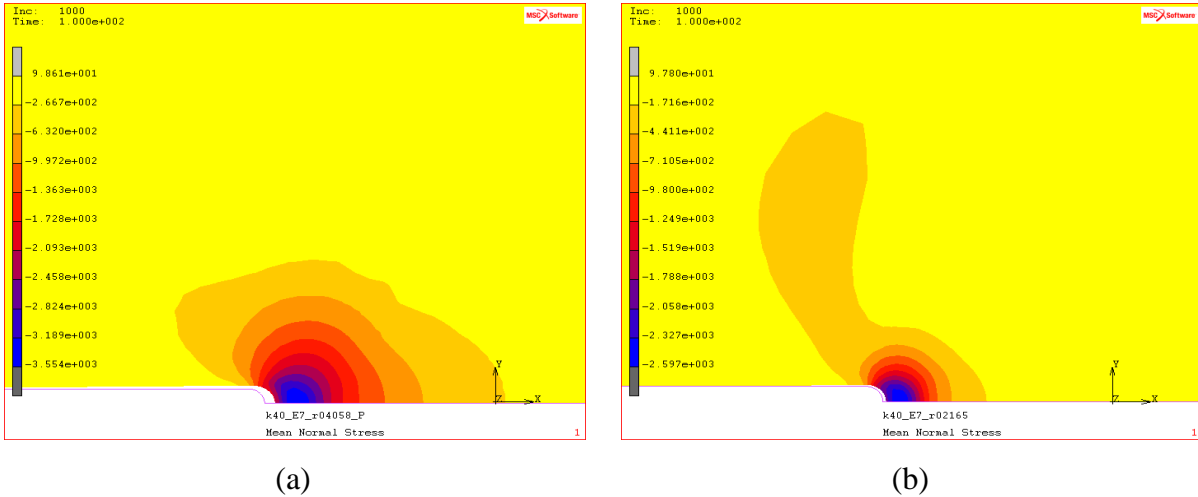 Inc: 1000
Time: 1.000e+002
MSC Software
9.861e+001
-2.667e+002
-6.320e+002
-9.972e+002
-1.363e+003
-1.728e+003
-2.093e+003
-2.458e+003
-2.824e+003
-3.189e+003
-3.554e+003
Y
Z X
k40_E7_r04058_P
Mean Normal Stress
1
(a)
Inc: 1000
Time: 1.000e+002
MSC Software
9.780e+001
-1.716e+002
-4.411e+002
-7.105e+002
-9.800e+002
-1.249e+003
-1.519e+003
-1.788e+003
-2.058e+003
-2.327e+003
-2.597e+003
Y
Z X
k40_E7_r02165
Mean Normal Stress
1
(b)